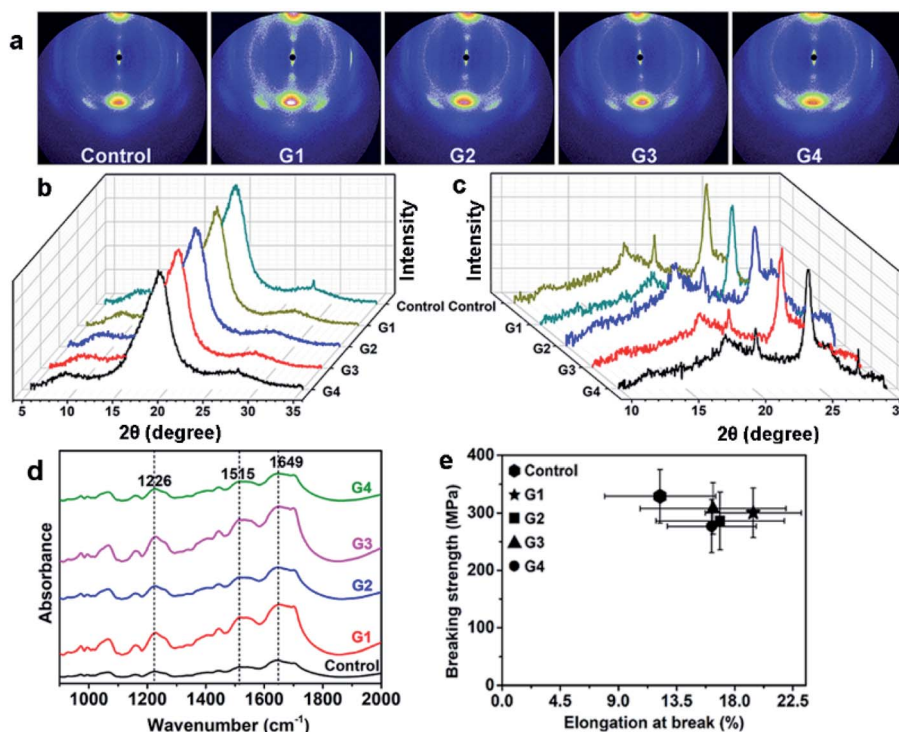 a
Control G1 G2 G3 G4
b
Intensity
Control
G1
G2
G3
G4
5 10 15 20 25 30 35
2θ (degree)
c
Intensity
Control
G1
G2
G3
G4
10 15 20 25 30
2θ (degree)
d
1226 1515 1649
G4
G3
G2
G1
Control
Absorbance
1000 1200 1400 1600 1800 2000
Wavenumber (cm⁻¹)
e
400
300
200
100
0
Breaking strength (MPa)
Control
G1
G2
G3
G4
0.0 4.5 9.0 13.5 18.0 22.5
Elongation at break (%)